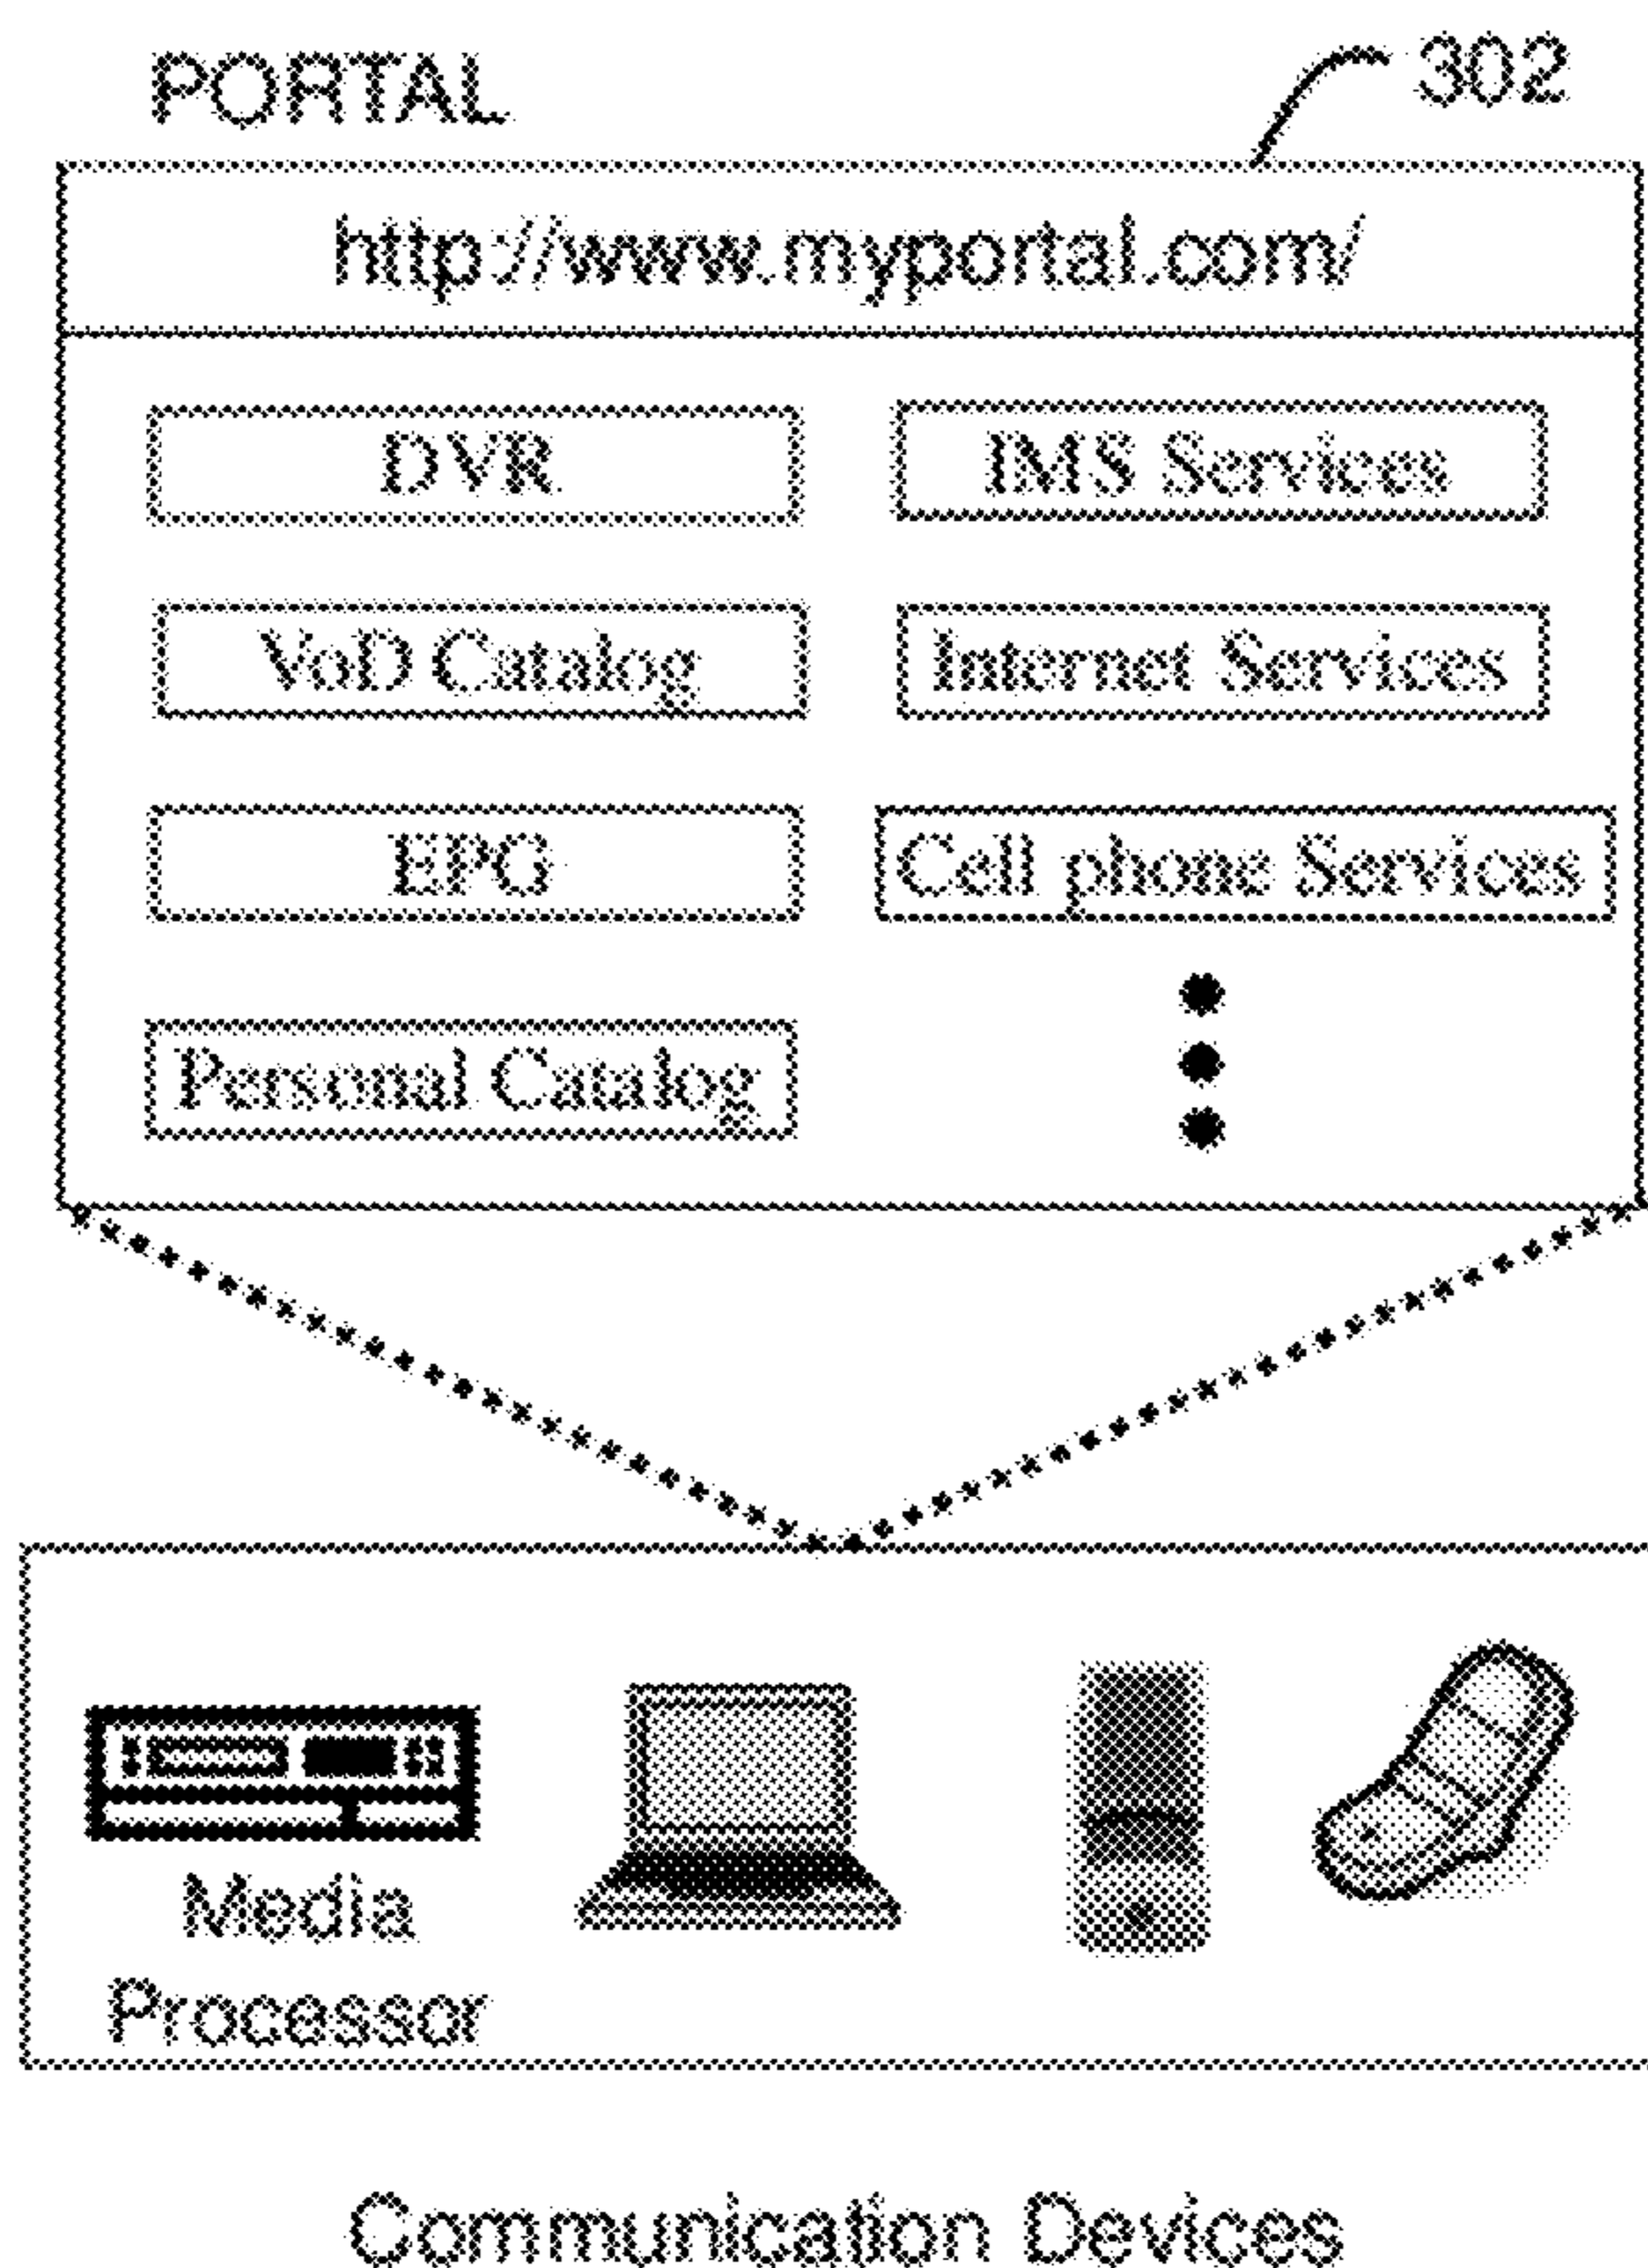 PORTAL
302
http://www.myportal.com/
DVR
IMS Services
VoD Catalog
Internet Services
EPG
Cell phone Services
Personal Catalog
Media
Processor
Communication Devices